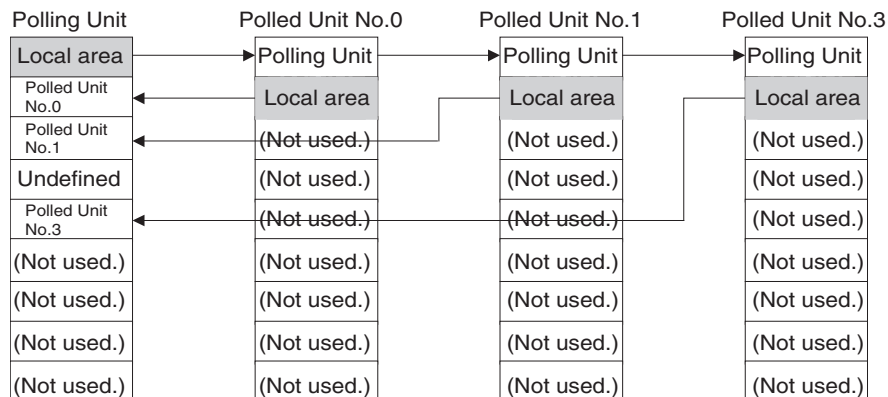 Polling Unit Polled Unit No.0 Polled Unit No.1 Polled Unit No.3
Local area Polling Unit Polling Unit Polling Unit
Polled Unit
No.0
Local area Local area Local area
Polled Unit
No.1
(Not used.) (Not used.) (Not used.)
Undefined (Not used.) (Not used.) (Not used.)
Polled Unit
No.3
(Not used.) (Not used.) (Not used.)
(Not used.) (Not used.) (Not used.) (Not used.)
(Not used.) (Not used.) (Not used.) (Not used.)
(Not used.) (Not used.) (Not used.) (Not used.)
(Not used.) (Not used.) (Not used.) (Not used.)